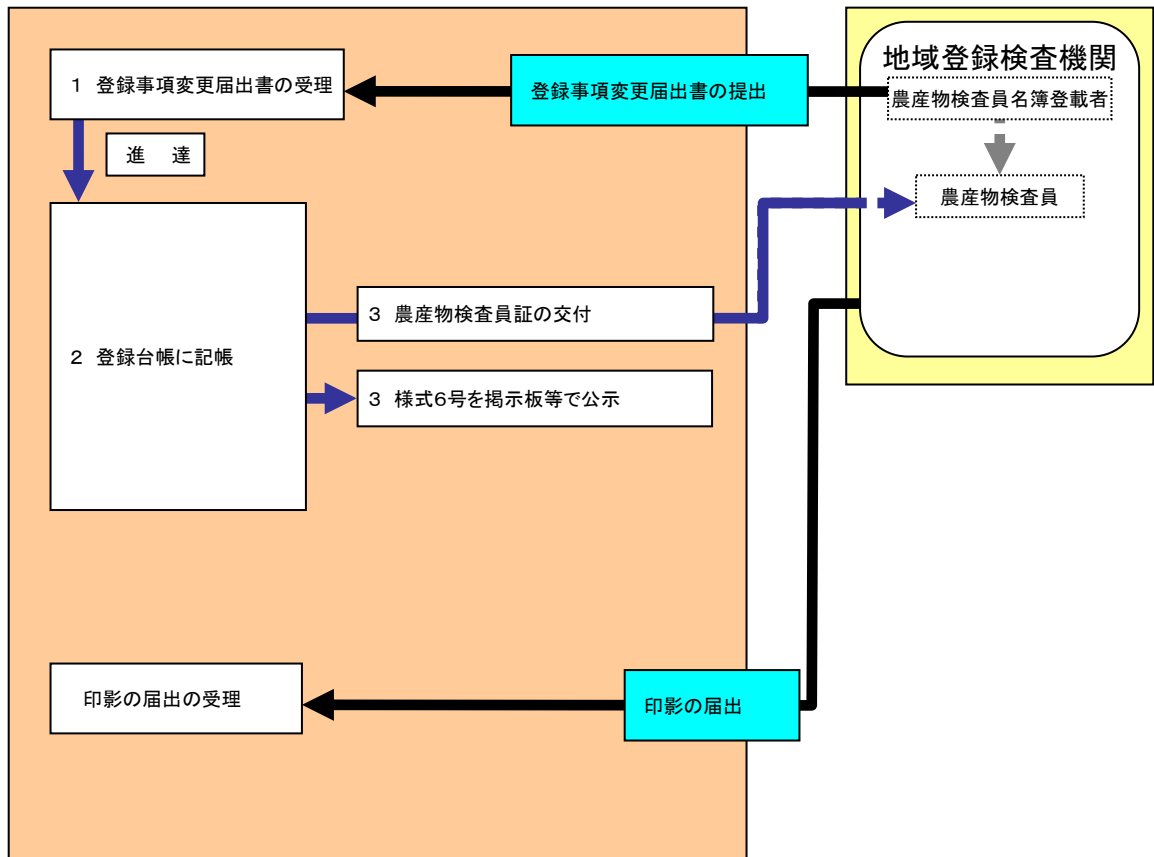 地域登録検査機関
１ 登録事項変更届出書の受理
登録事項変更届出書の提出
農産物検査員名簿登載者
進 達
農産物検査員
２ 登録台帳に記帳
３ 農産物検査員証の交付
３ 様式６号を掲示板等で公示
印影の届出の受理
印影の届出